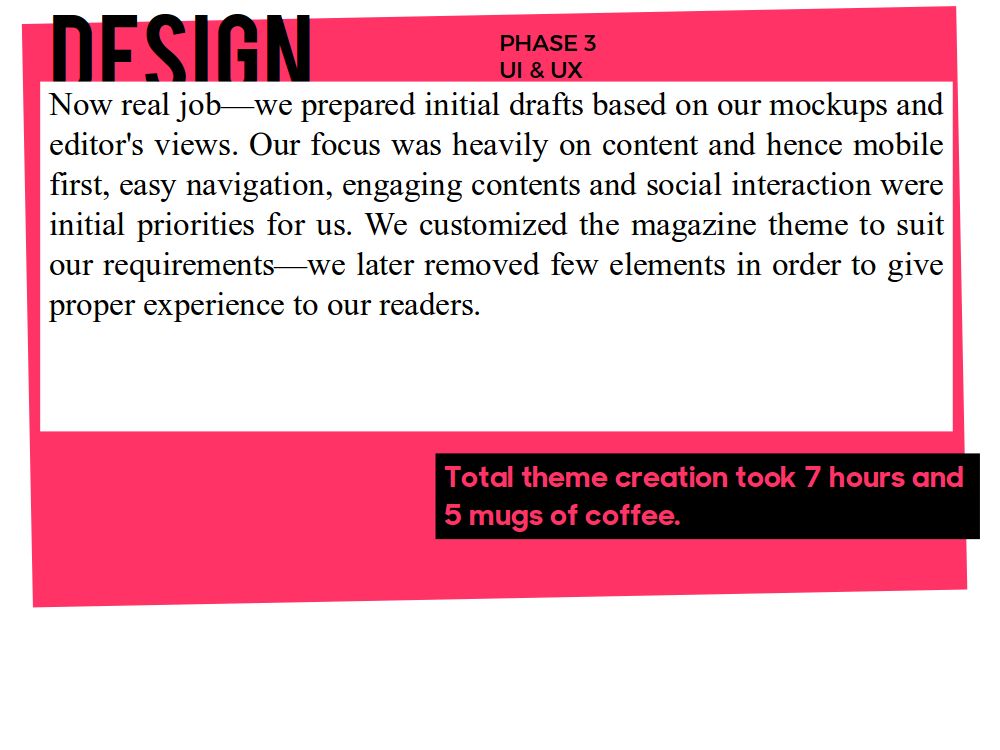 DESIGN
PHASE 3
UI & UX
Now real job—we prepared initial drafts based on our mockups and
editor's views. Our focus was heavily on content and hence mobile
first, easy navigation, engaging contents and social interaction were
initial priorities for us. We customized the magazine theme to suit
our requirements—we later removed few elements in order to give
proper experience to our readers.
Total theme creation took 7 hours and
5 mugs of coffee.